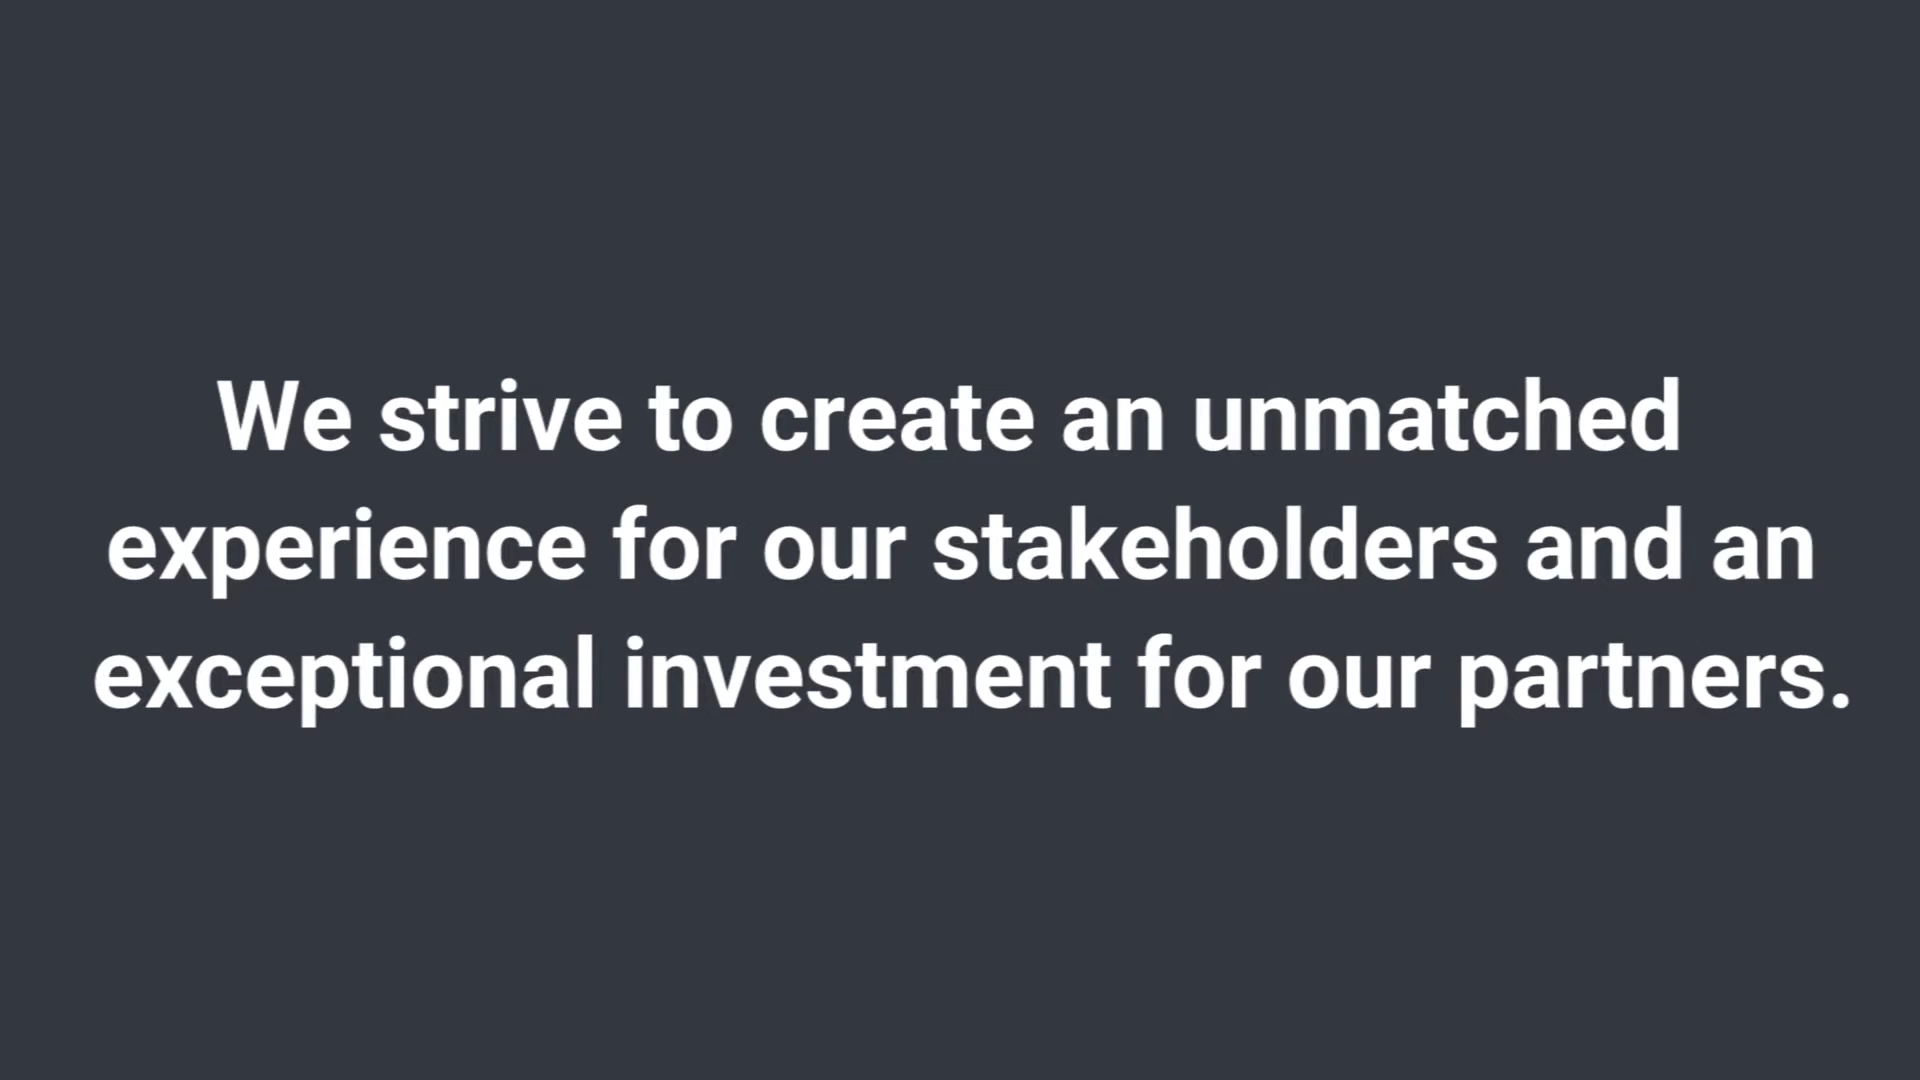 We strive to create an unmatched
experience for our stakeholders and an
exceptional investment for our partners.